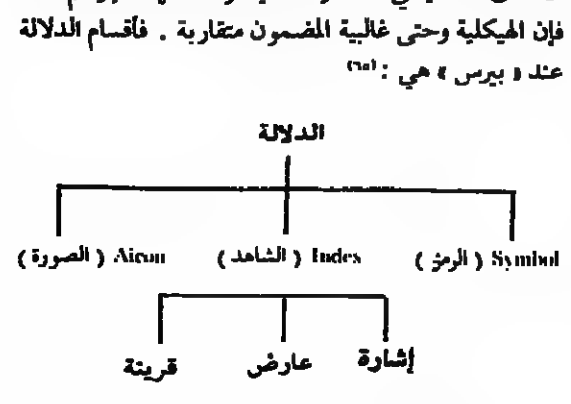 فإن الهيكلية وحتى غالبية المضمون متقاربة . فأقسام الدلالة
عند « بيرس » هي : (٦٥)
الدلالة
Symbol ( الرمز ) Index ( الشاهد ) Aicon ( الصورة )
إشارة عارض قرينة